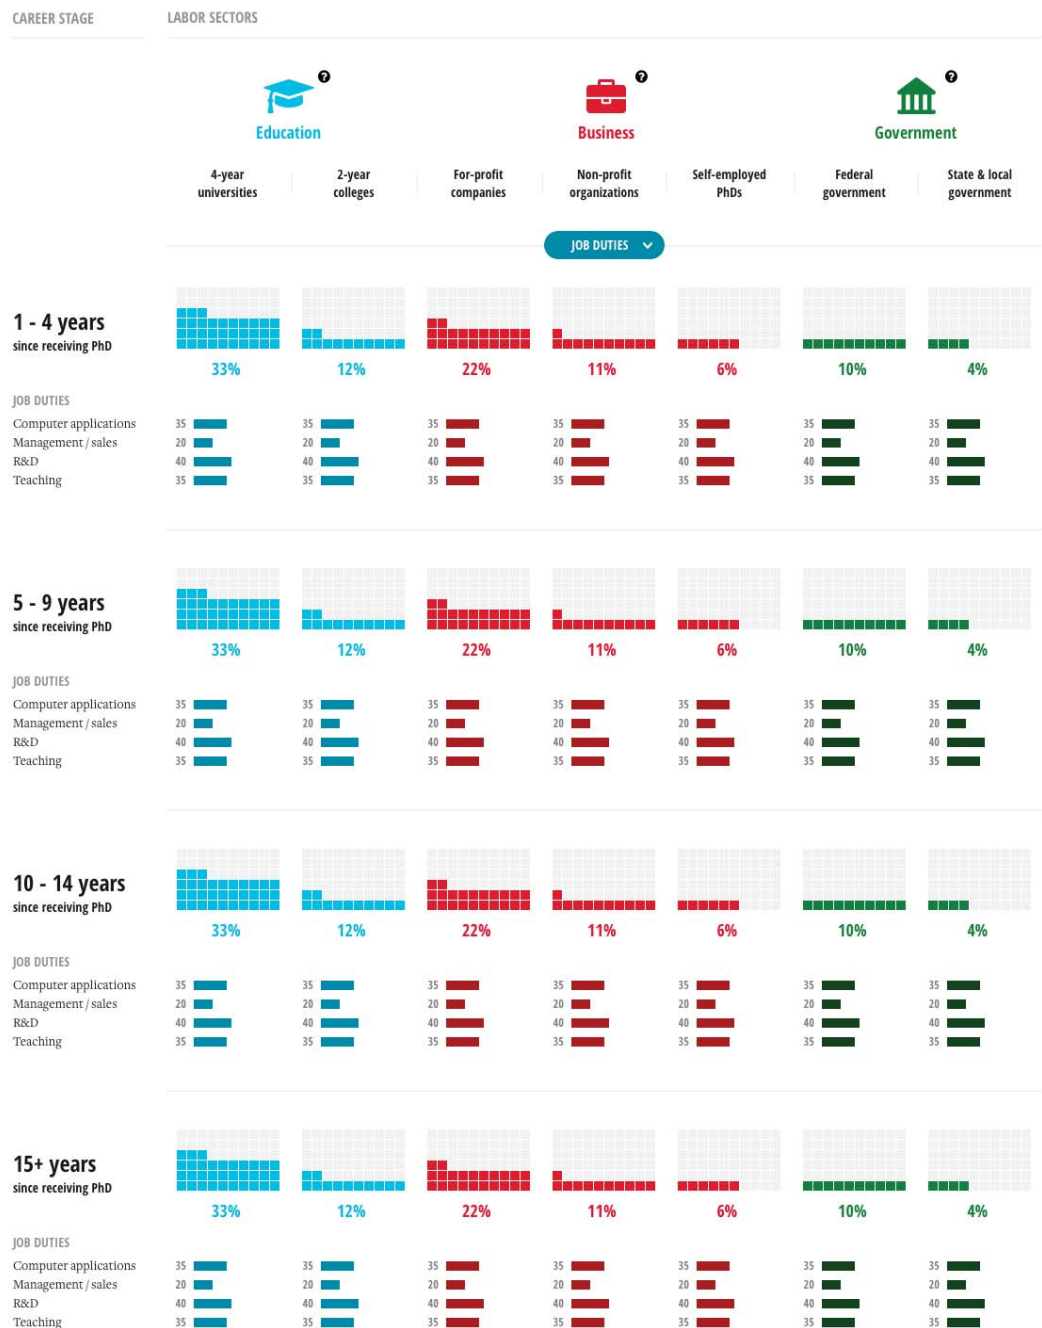 CAREER STAGE
LABOR SECTORS
?
?
?
Education
Business
Government
4-year
universities
2-year
colleges
For-profit
companies
Non-profit
organizations
Self-employed
PhDs
Federal
government
State & local
government
JOB DUTIES
1 - 4 years
since receiving PhD
33% 12% 22% 11% 6% 10% 4%
JOB DUTIES
Computer applications 35 35 35 35 35 35 35
Management / sales 20 20 20 20 20 20 20
R&D 40 40 40 40 40 40 40
Teaching 35 35 35 35 35 35 35
5 - 9 years
since receiving PhD
33% 12% 22% 11% 6% 10% 4%
JOB DUTIES
Computer applications 35 35 35 35 35 35 35
Management / sales 20 20 20 20 20 20 20
R&D 40 40 40 40 40 40 40
Teaching 35 35 35 35 35 35 35
10 - 14 years
since receiving PhD
33% 12% 22% 11% 6% 10% 4%
JOB DUTIES
Computer applications 35 35 35 35 35 35 35
Management / sales 20 20 20 20 20 20 20
R&D 40 40 40 40 40 40 40
Teaching 35 35 35 35 35 35 35
15+ years
since receiving PhD
33% 12% 22% 11% 6% 10% 4%
JOB DUTIES
Computer applications 35 35 35 35 35 35 35
Management / sales 20 20 20 20 20 20 20
R&D 40 40 40 40 40 40 40
Teaching 35 35 35 35 35 35 35